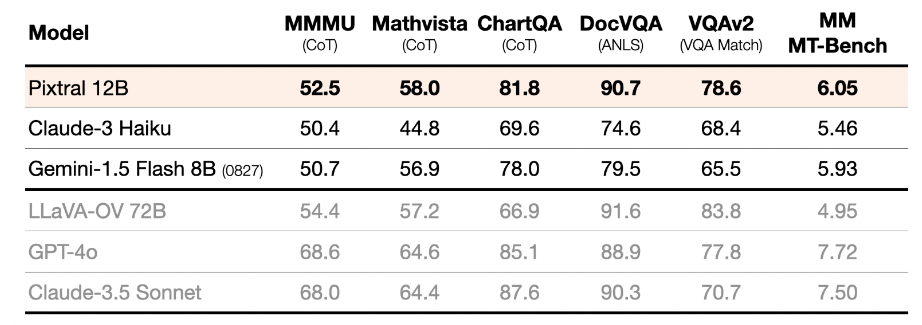 Model MMMU (CoT) Mathvista (CoT) ChartQA (CoT) DocVQA (ANLS) VQAv2 (VQA Match) MM MT-Bench
Pixtral 12B 52.5 58.0 81.8 90.7 78.6 6.05
Claude-3 Haiku 50.4 44.8 69.6 74.6 68.4 5.46
Gemini-1.5 Flash 8B (0827) 50.7 56.9 78.0 79.5 65.5 5.93
LLaVA-OV 72B 54.4 57.2 66.9 91.6 83.8 4.95
GPT-4o 68.6 64.6 85.1 88.9 77.8 7.72
Claude-3.5 Sonnet 68.0 64.4 87.6 90.3 70.7 7.50